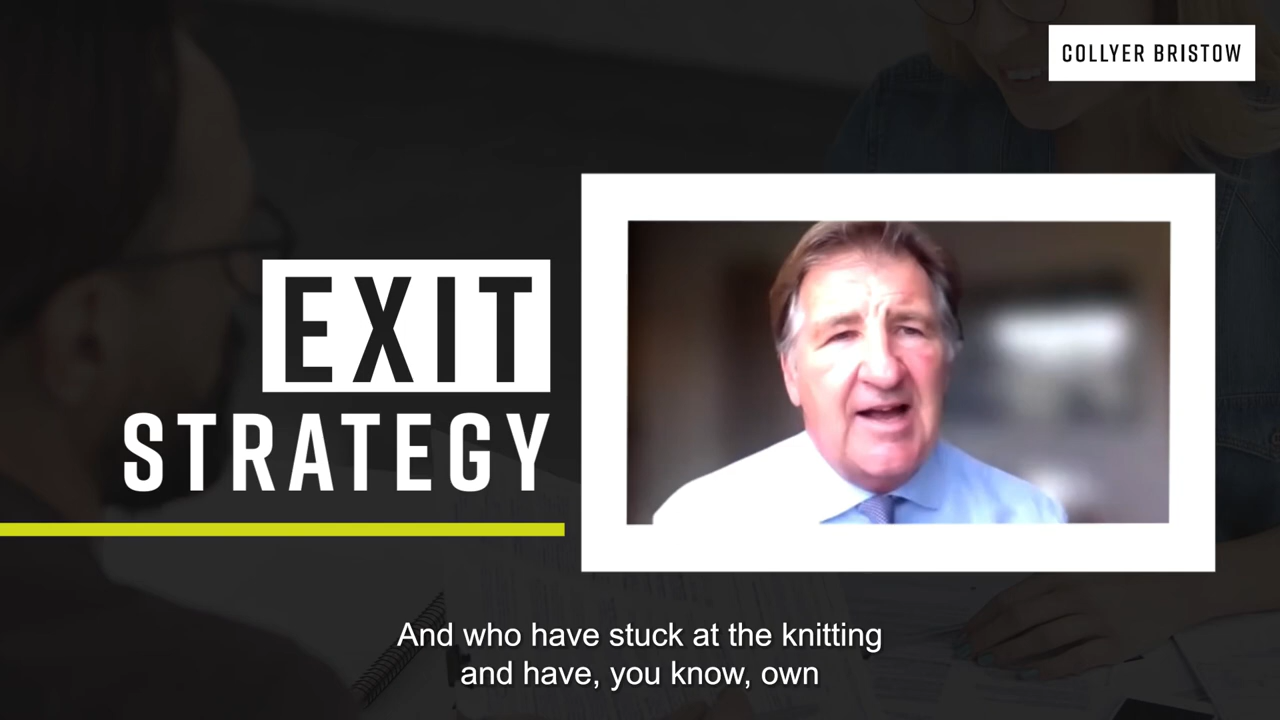 COLLYER BRISTOW
EXIT
STRATEGY
And who have stuck at the knitting
and have, you know, own